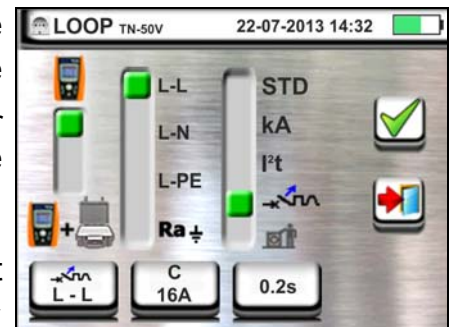 LOOP TN-50V 22-07-2013 14:32
L-L STD
L-N kA
L-PE I²t
Ra
+
L - L C 16A 0.2s